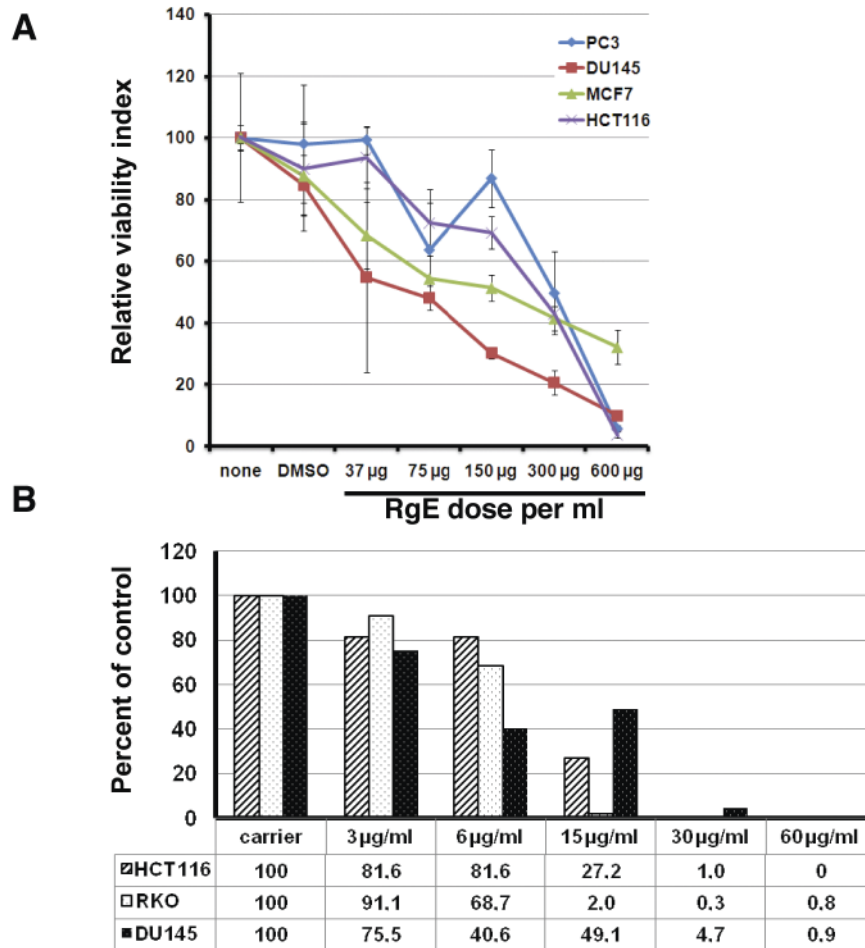 A
Relative viability index
140
120
100
80
60
40
20
0
PC3
DU145
MCF7
HCT116
none DMSO 37 µg 75 µg 150 µg 300 µg 600 µg
RgE dose per ml
B
Percent of control
120
100
80
60
40
20
0
carrier 3µg/ml 6µg/ml 15µg/ml 30µg/ml 60µg/ml
HCT116 100 81.6 81.6 27.2 1.0 0
RKO 100 91.1 68.7 2.0 0.3 0.8
DU145 100 75.5 40.6 49.1 4.7 0.9